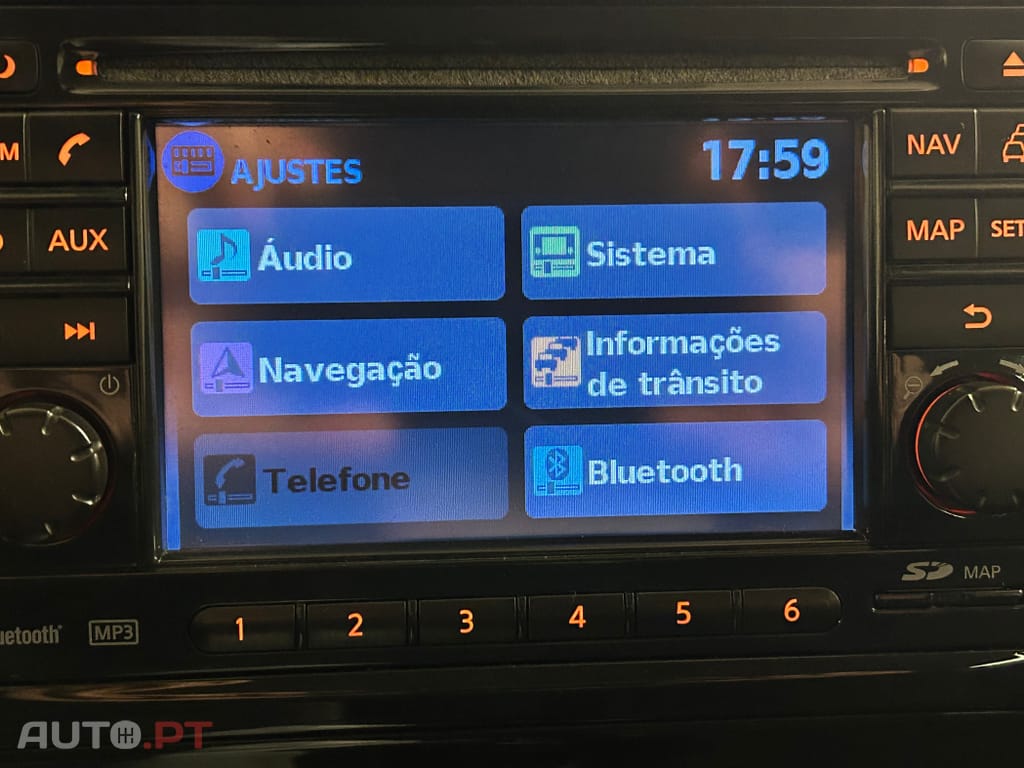 AJUSTES
17:59
NAV
AUX
MAP
SET
Áudio
Sistema
Navegação
Informações
de trânsito
Telefone
Bluetooth
SD MAP
1 2 3 4 5 6
MP3
AUTO.PT